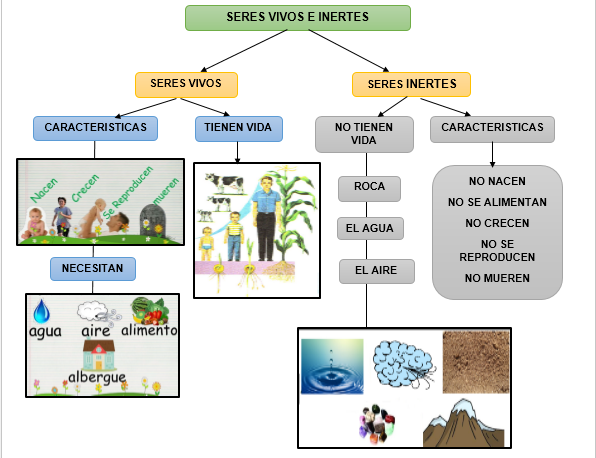 SERES VIVOS E INERTES
SERES VIVOS
SERES INERTES
CARACTERISTICAS
TIENEN VIDA
NO TIENEN
VIDA
CARACTERISTICAS
Nacen
Crecen
Se Reproducen
mueren
NECESITAN
agua
aire
alimento
albergue
ROCA
EL AGUA
EL AIRE
NO NACEN
NO SE ALIMENTAN
NO CRECEN
NO SE
REPRODUCEN
NO MUEREN